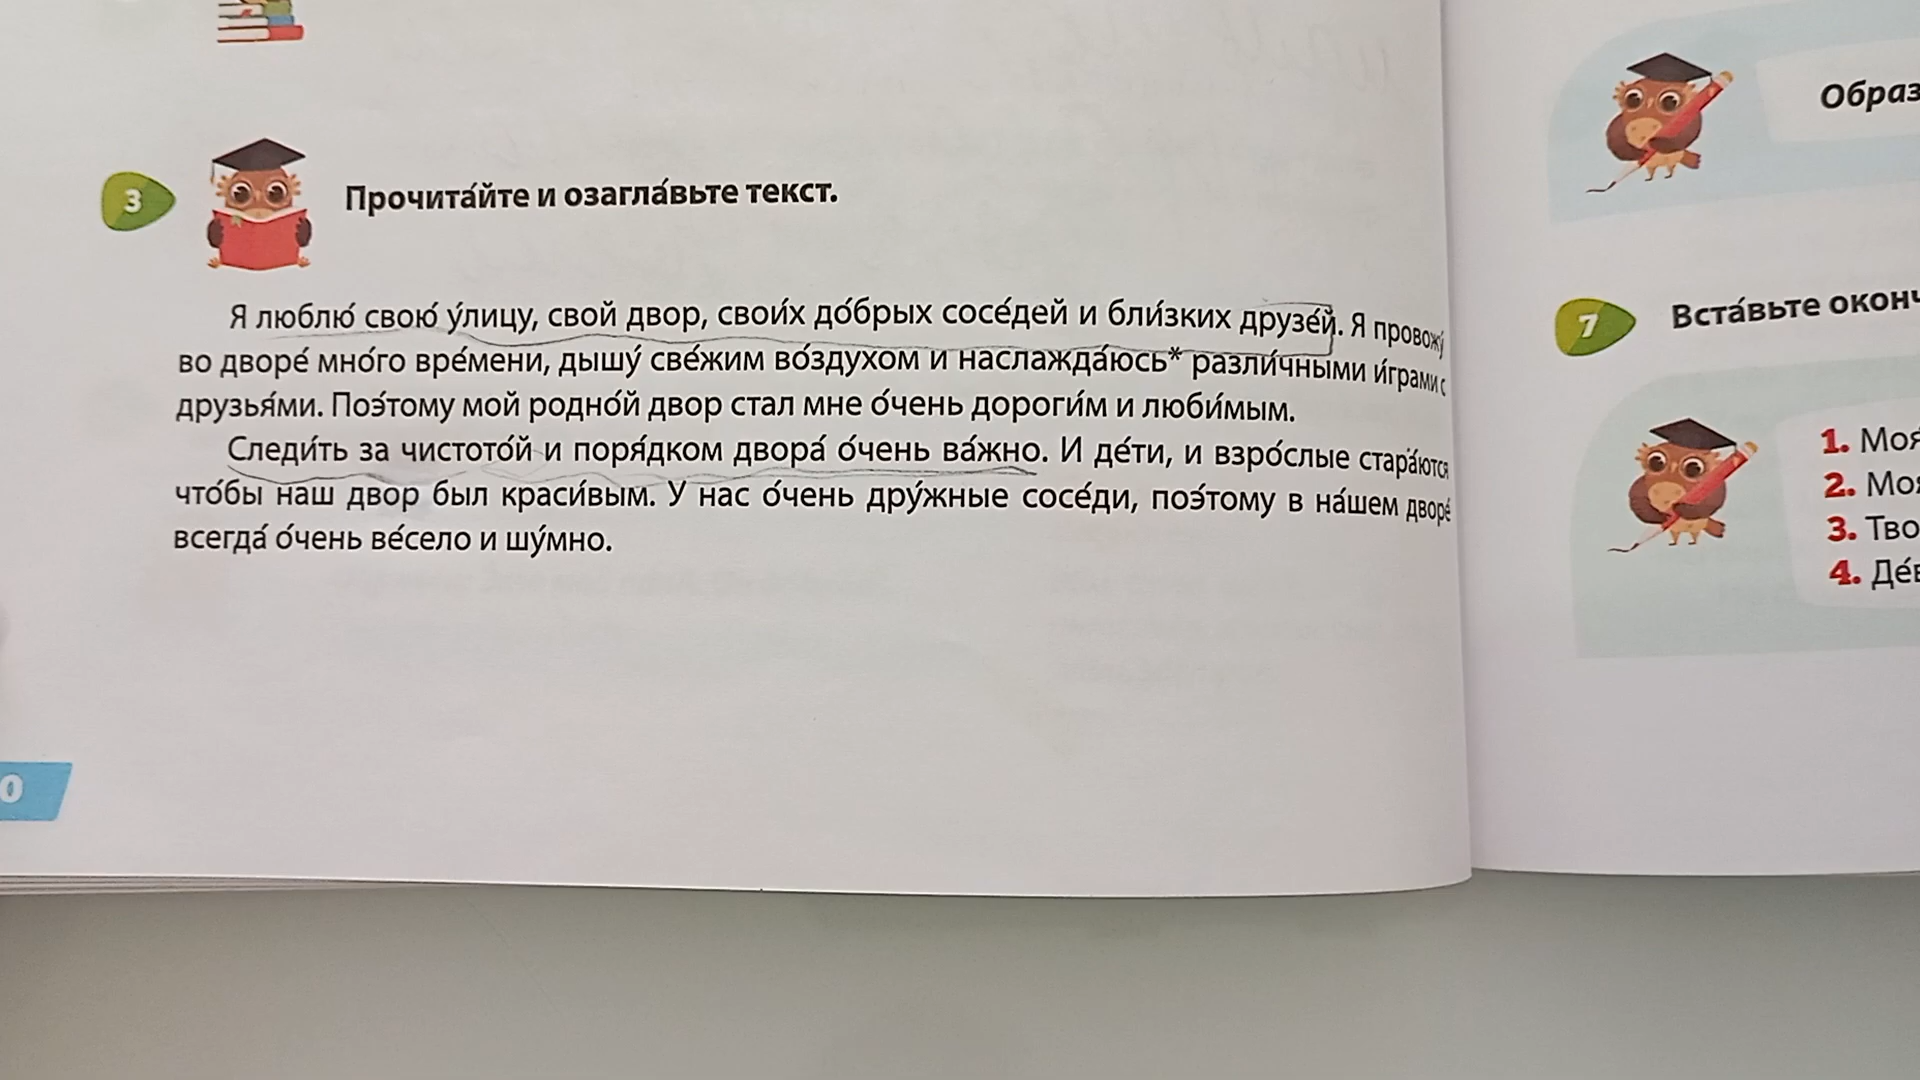 3
Прочита́йте и озагла́вьте текст.
Я люблю́ свою́ у́лицу, свой двор, свои́х до́брых сосе́дей и бли́зких друзе́й. Я провожу́
во дворе́ мно́го вре́мени, дышу́ све́жим во́здухом и наслажда́юсь* разли́чными и́грами с
друзья́ми. Поэ́тому мой родно́й двор стал мне о́чень дороги́м и люби́мым.
Следи́ть за чистото́й и поря́дком двора́ о́чень ва́жно. И де́ти, и взро́слые стара́ются
что́бы наш двор был краси́вым. У нас о́чень дру́жные сосе́ди, поэ́тому в на́шем дворе́
всегда́ о́чень ве́село и шу́мно.
0
Образ
7
Вста́вьте оконч
1. Моя
2. Моя
3. Тво
4. Де́в